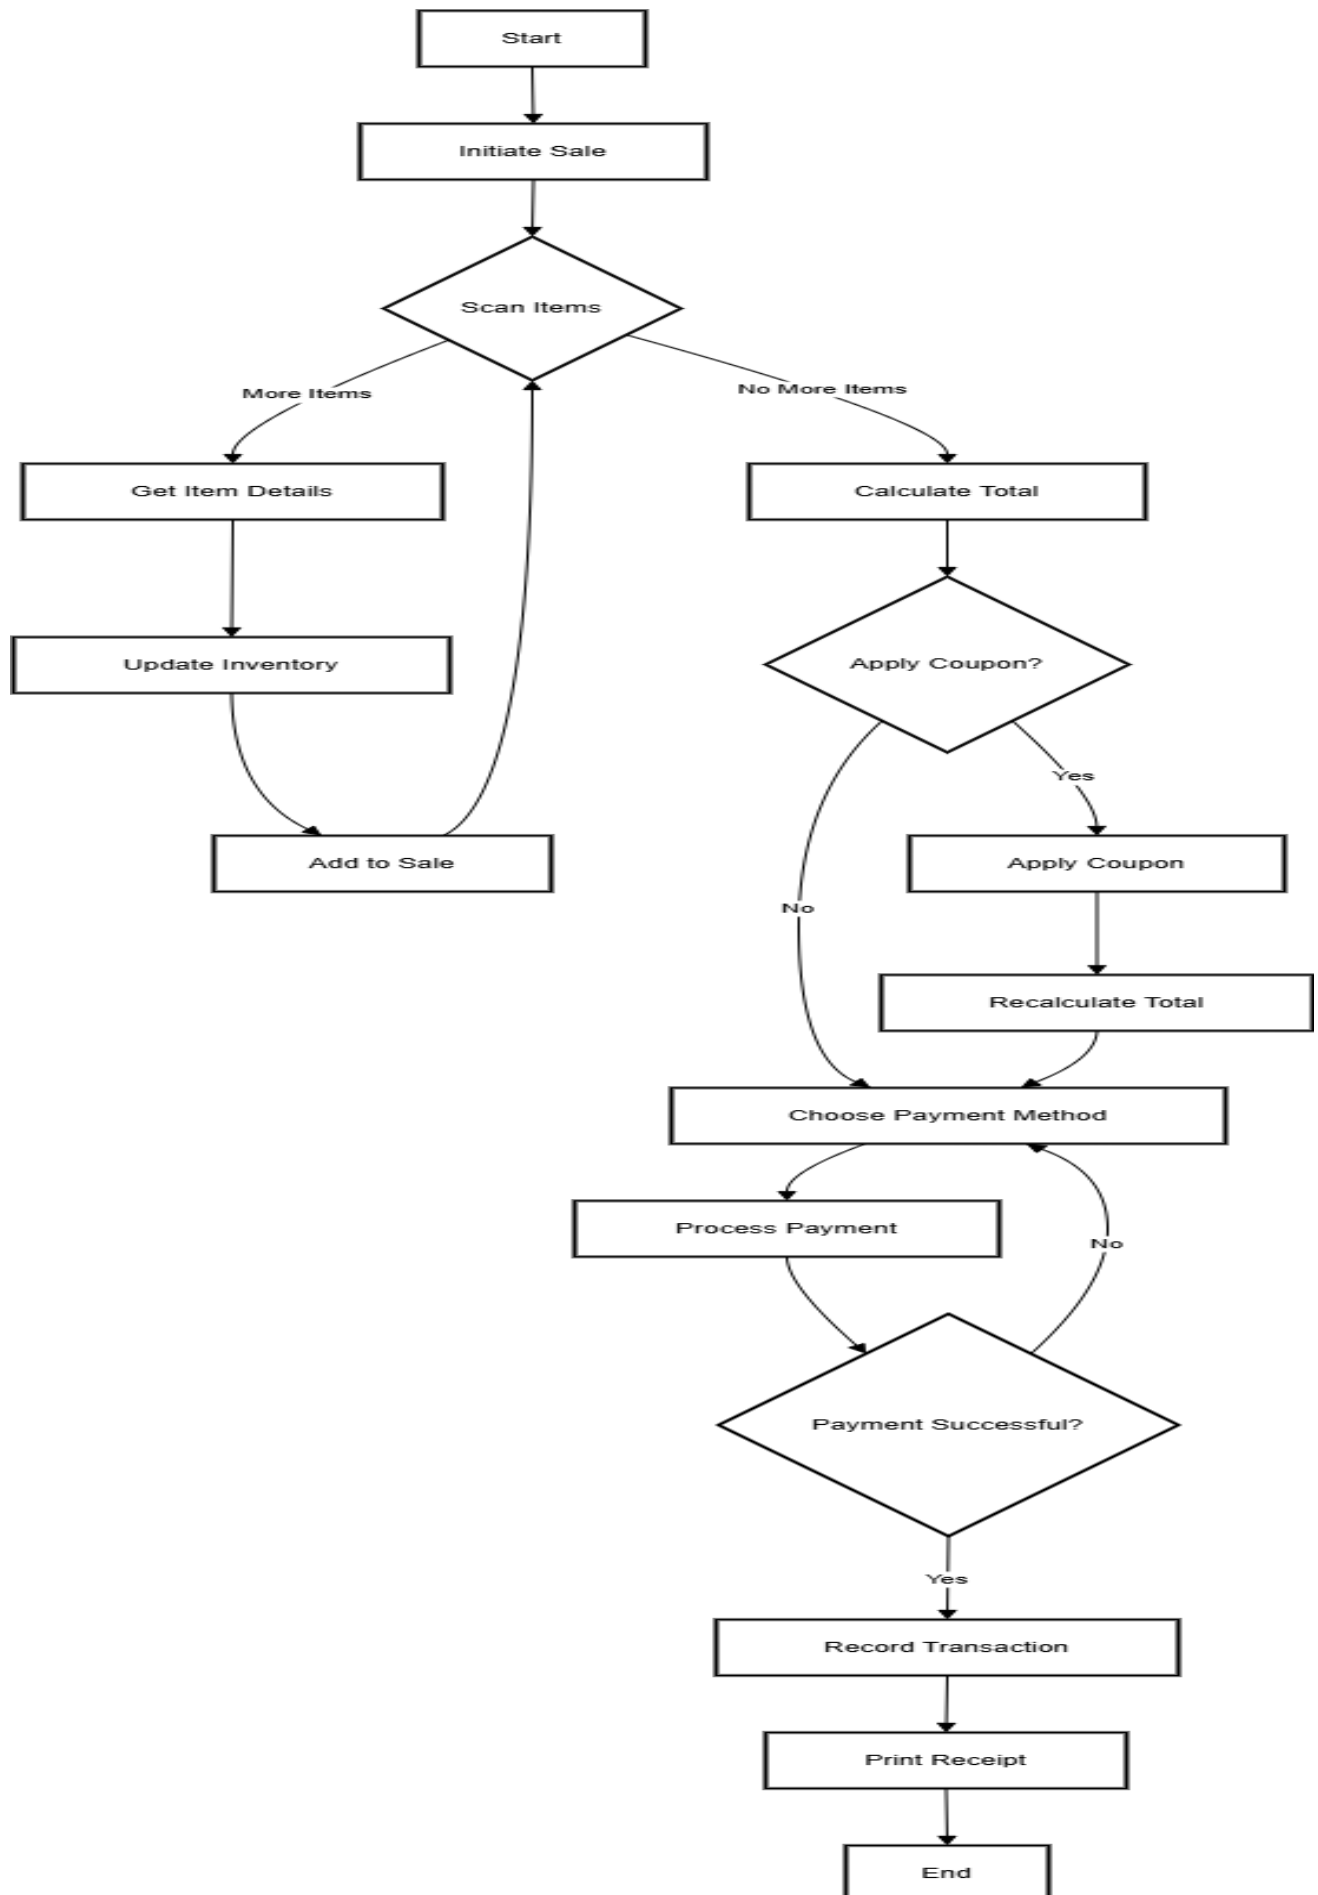 Start
Initiate Sale
Scan Items
More Items
No More Items
Get Item Details
Calculate Total
Update Inventory
Apply Coupon?
Yes
Add to Sale
Apply Coupon
No
Recalculate Total
Choose Payment Method
Process Payment
No
Payment Successful?
Yes
Record Transaction
Print Receipt
End